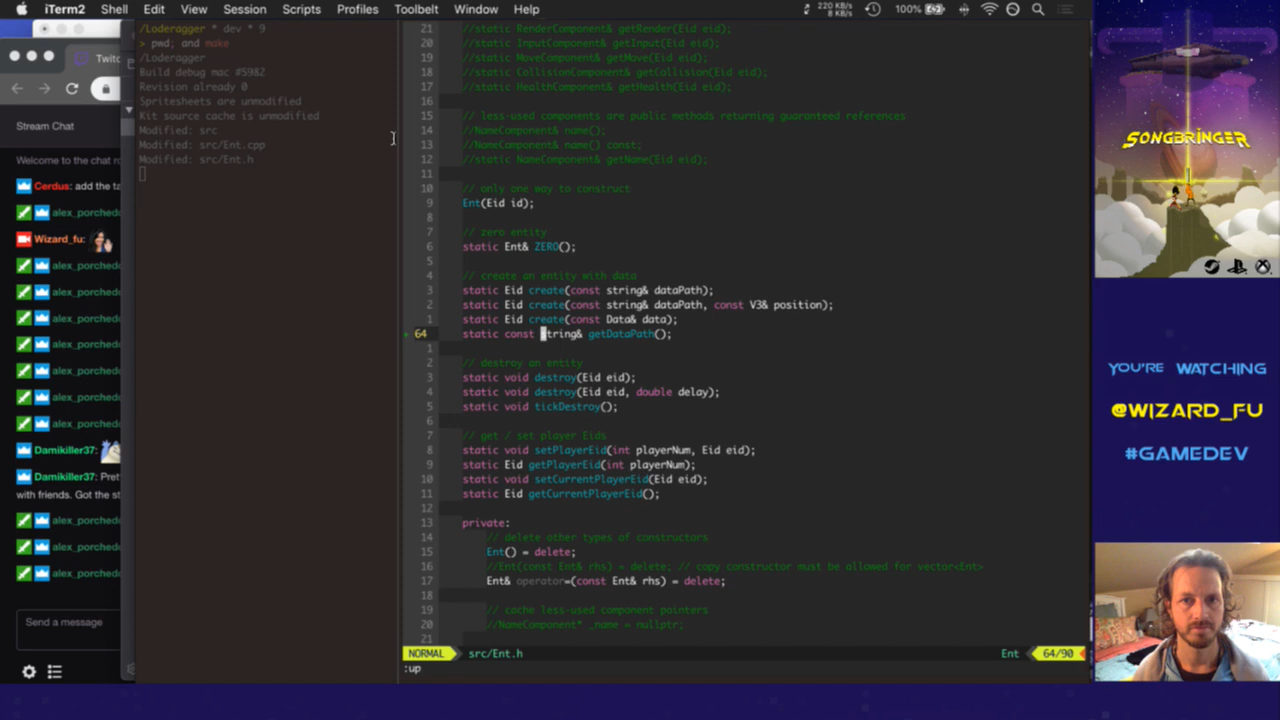 iTerm2 Shell Edit View Session Scripts Profiles Toolbelt Window Help
220 KB/s
8 KB/s
100%
Twitc
Stream Chat
Welcome to the chat ro
Cerdus: add the ta
alex_porched
Wizard_fu:
alex_porched
alex_porched
alex_porched
alex_porched
alex_porched
alex_porched
alex_porched
Damikiller37:
Damikiller37: Pret
with friends. Got the st
alex_porched
alex_porched
alex_porched
Send a message
/Loderagger * dev * 9
> pwd; and make
/Loderagger
Build debug mac #5982
Revision already 0
Spritesheets are unmodified
Kit source cache is unmodified
Modified: src
Modified: src/Ent.cpp
Modified: src/Ent.h
21 //static RenderComponent& getRender(Eid eid);
20 //static InputComponent& getInput(Eid eid);
19 //static MoveComponent& getMove(Eid eid);
18 //static CollisionComponent& getCollision(Eid eid);
17 //static HealthComponent& getHealth(Eid eid);
16
15 // less-used components are public methods returning guaranteed references
14 //NameComponent& name();
13 //NameComponent& name() const;
12 //static NameComponent& getName(Eid eid);
11
10 // only one way to construct
9 Ent(Eid id);
8
7 // zero entity
6 static Ent& ZERO();
5
4 // create an entity with data
3 static Eid create(const string& dataPath);
2 static Eid create(const string& dataPath, const V3& position);
1 static Eid create(const Data& data);
64 static const string& getDataPath();
1
2 // destroy an entity
3 static void destroy(Eid eid);
4 static void destroy(Eid eid, double delay);
5 static void tickDestroy();
6
7 // get / set player Eids
8 static void setPlayerEid(int playerNum, Eid eid);
9 static Eid getPlayerEid(int playerNum);
10 static void setCurrentPlayerEid(Eid eid);
11 static Eid getCurrentPlayerEid();
12
13 private:
14 // delete other types of constructors
15 Ent() = delete;
16 //Ent(const Ent& rhs) = delete; // copy constructor must be allowed for vector<Ent>
17 Ent& operator=(const Ent& rhs) = delete;
18
19 // cache less-used component pointers
20 //NameComponent* _name = nullptr;
21
NORMAL src/Ent.h Ent 64/90
:up
SONGBRINGER
YOU'RE WATCHING
@WIZARD_FU
#GAMEDEV